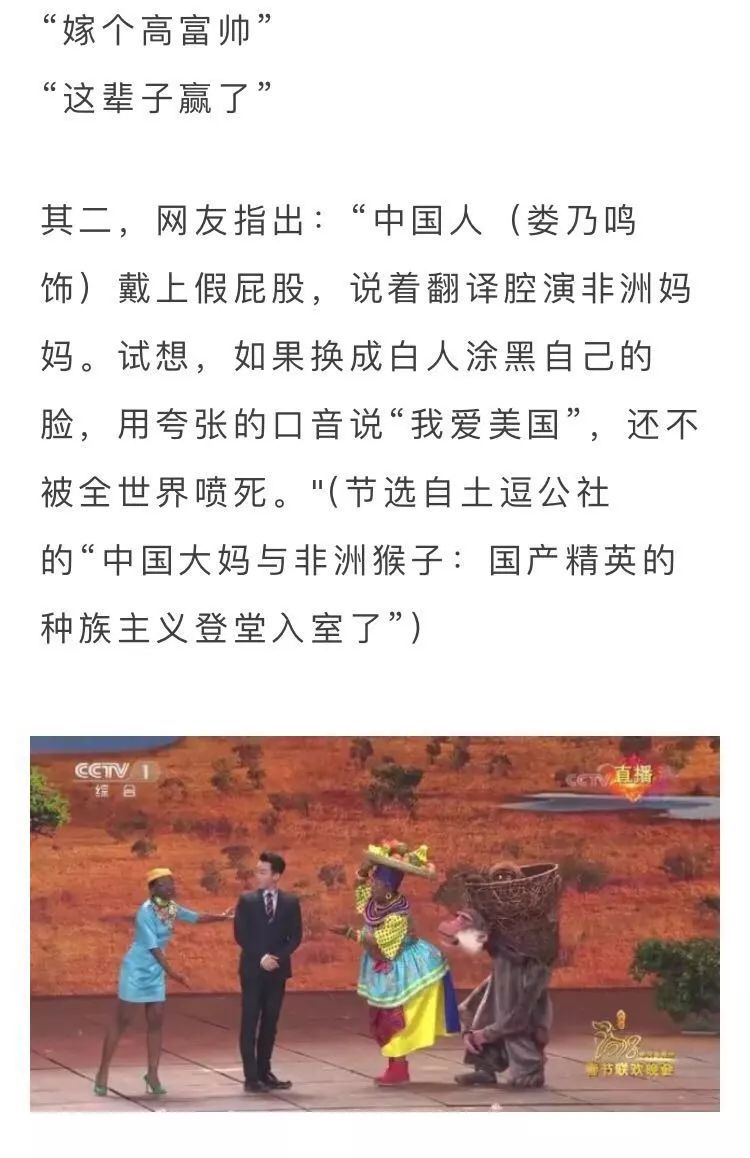 “嫁个高富帅”
“这辈子赢了”
其二，网友指出：“中国人（娄乃鸣
饰）戴上假屁股，说着翻译腔演非洲妈
妈。试想，如果换成白人涂黑自己的
脸，用夸张的口音说“我爱美国”，还不
被全世界喷死。"(节选自土逗公社
的“中国大妈与非洲猴子：国产精英的
种族主义登堂入室了”)
CCTV 1
综合
CCTV 直播
2018
春节联欢晚会